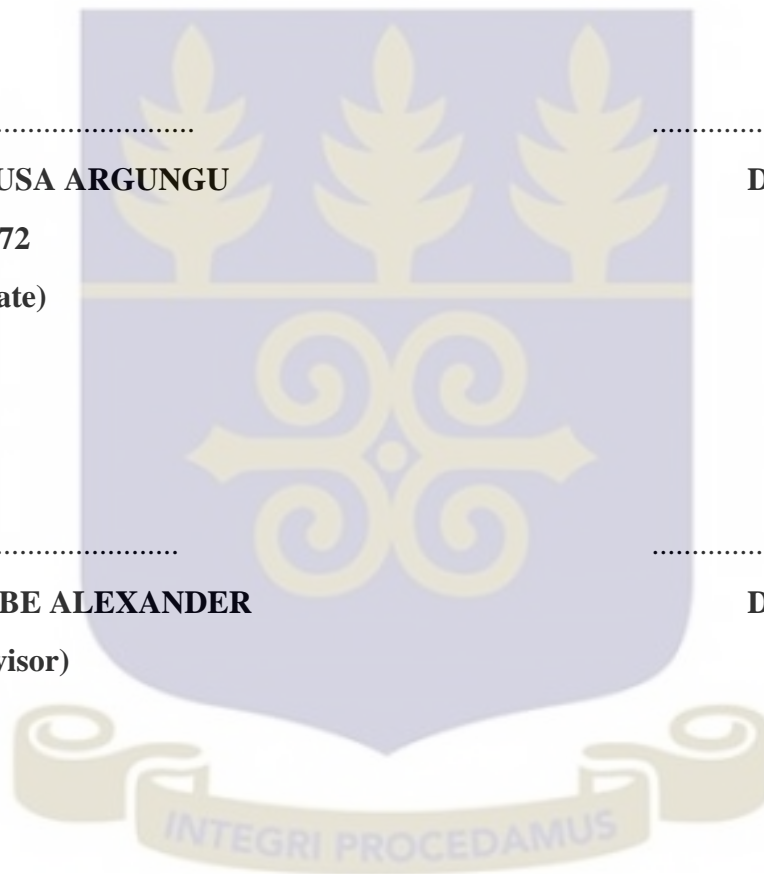 ........................... ...............
USA ARGUNGU D
72
ate)
.......................... ...............
BE ALEXANDER D
visor)
INTEGRI PROCEDAMUS